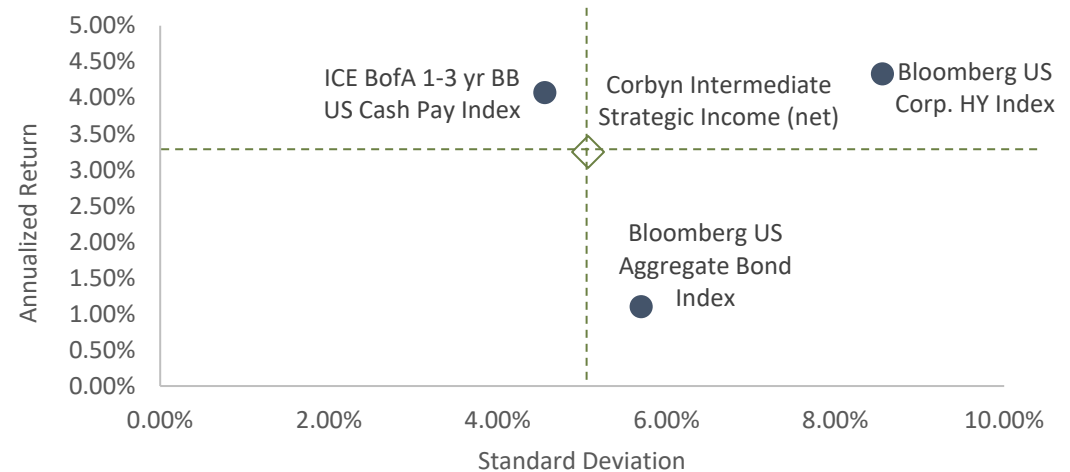 5.00%
4.50%
4.00%
3.50%
3.00%
2.50%
2.00%
1.50%
1.00%
0.50%
0.00%
Annualized Return
ICE BofA 1-3 yr BB
US Cash Pay Index
Corbyn Intermediate
Strategic Income (net)
Bloomberg US
Corp. HY Index
Bloomberg US
Aggregate Bond
Index
0.00%
2.00%
4.00%
6.00%
8.00%
10.00%
Standard Deviation